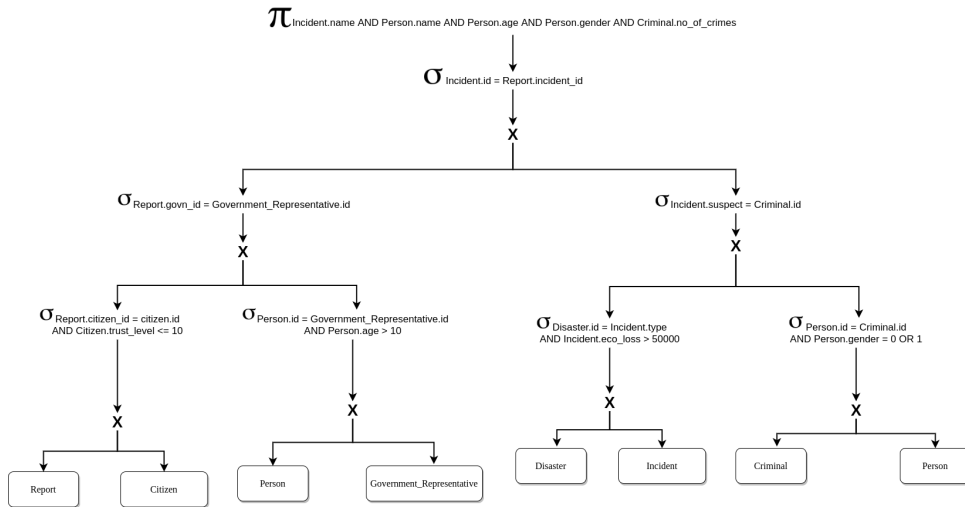 π Incident.name AND Person.name AND Person.age AND Person.gender AND Criminal.no_of_crimes
σ Incident.id = Report.incident_id
X
σ Report.govn_id = Government_Representative.id
σ Incident.suspect = Criminal.id
X
X
σ Report.citizen_id = citizen.id
AND Citizen.trust_level <= 10
σ Person.id = Government_Representative.id
AND Person.age > 10
σ Disaster.id = Incident.type
AND Incident.eco_loss > 50000
σ Person.id = Criminal.id
AND Person.gender = 0 OR 1
X
X
X
X
Report
Citizen
Person
Government_Representative
Disaster
Incident
Criminal
Person